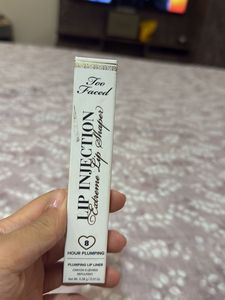 Too
Faced
LIP INJECTION
Extreme Lip Shaper
8
HOUR PLUMPING
PLUMPING LIP LINER